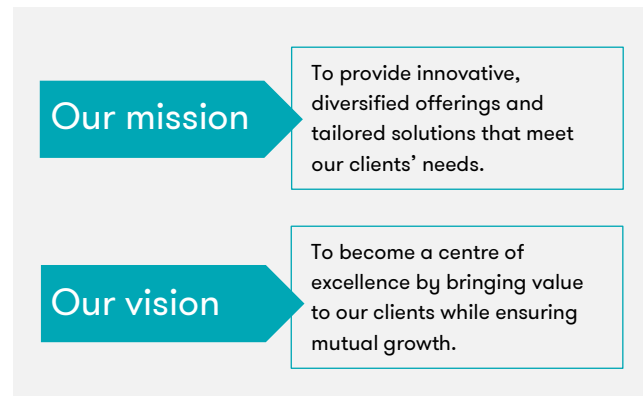 Our mission
To provide innovative,
diversified offerings and
tailored solutions that meet
our clients’ needs.
Our vision
To become a centre of
excellence by bringing value
to our clients while ensuring
mutual growth.